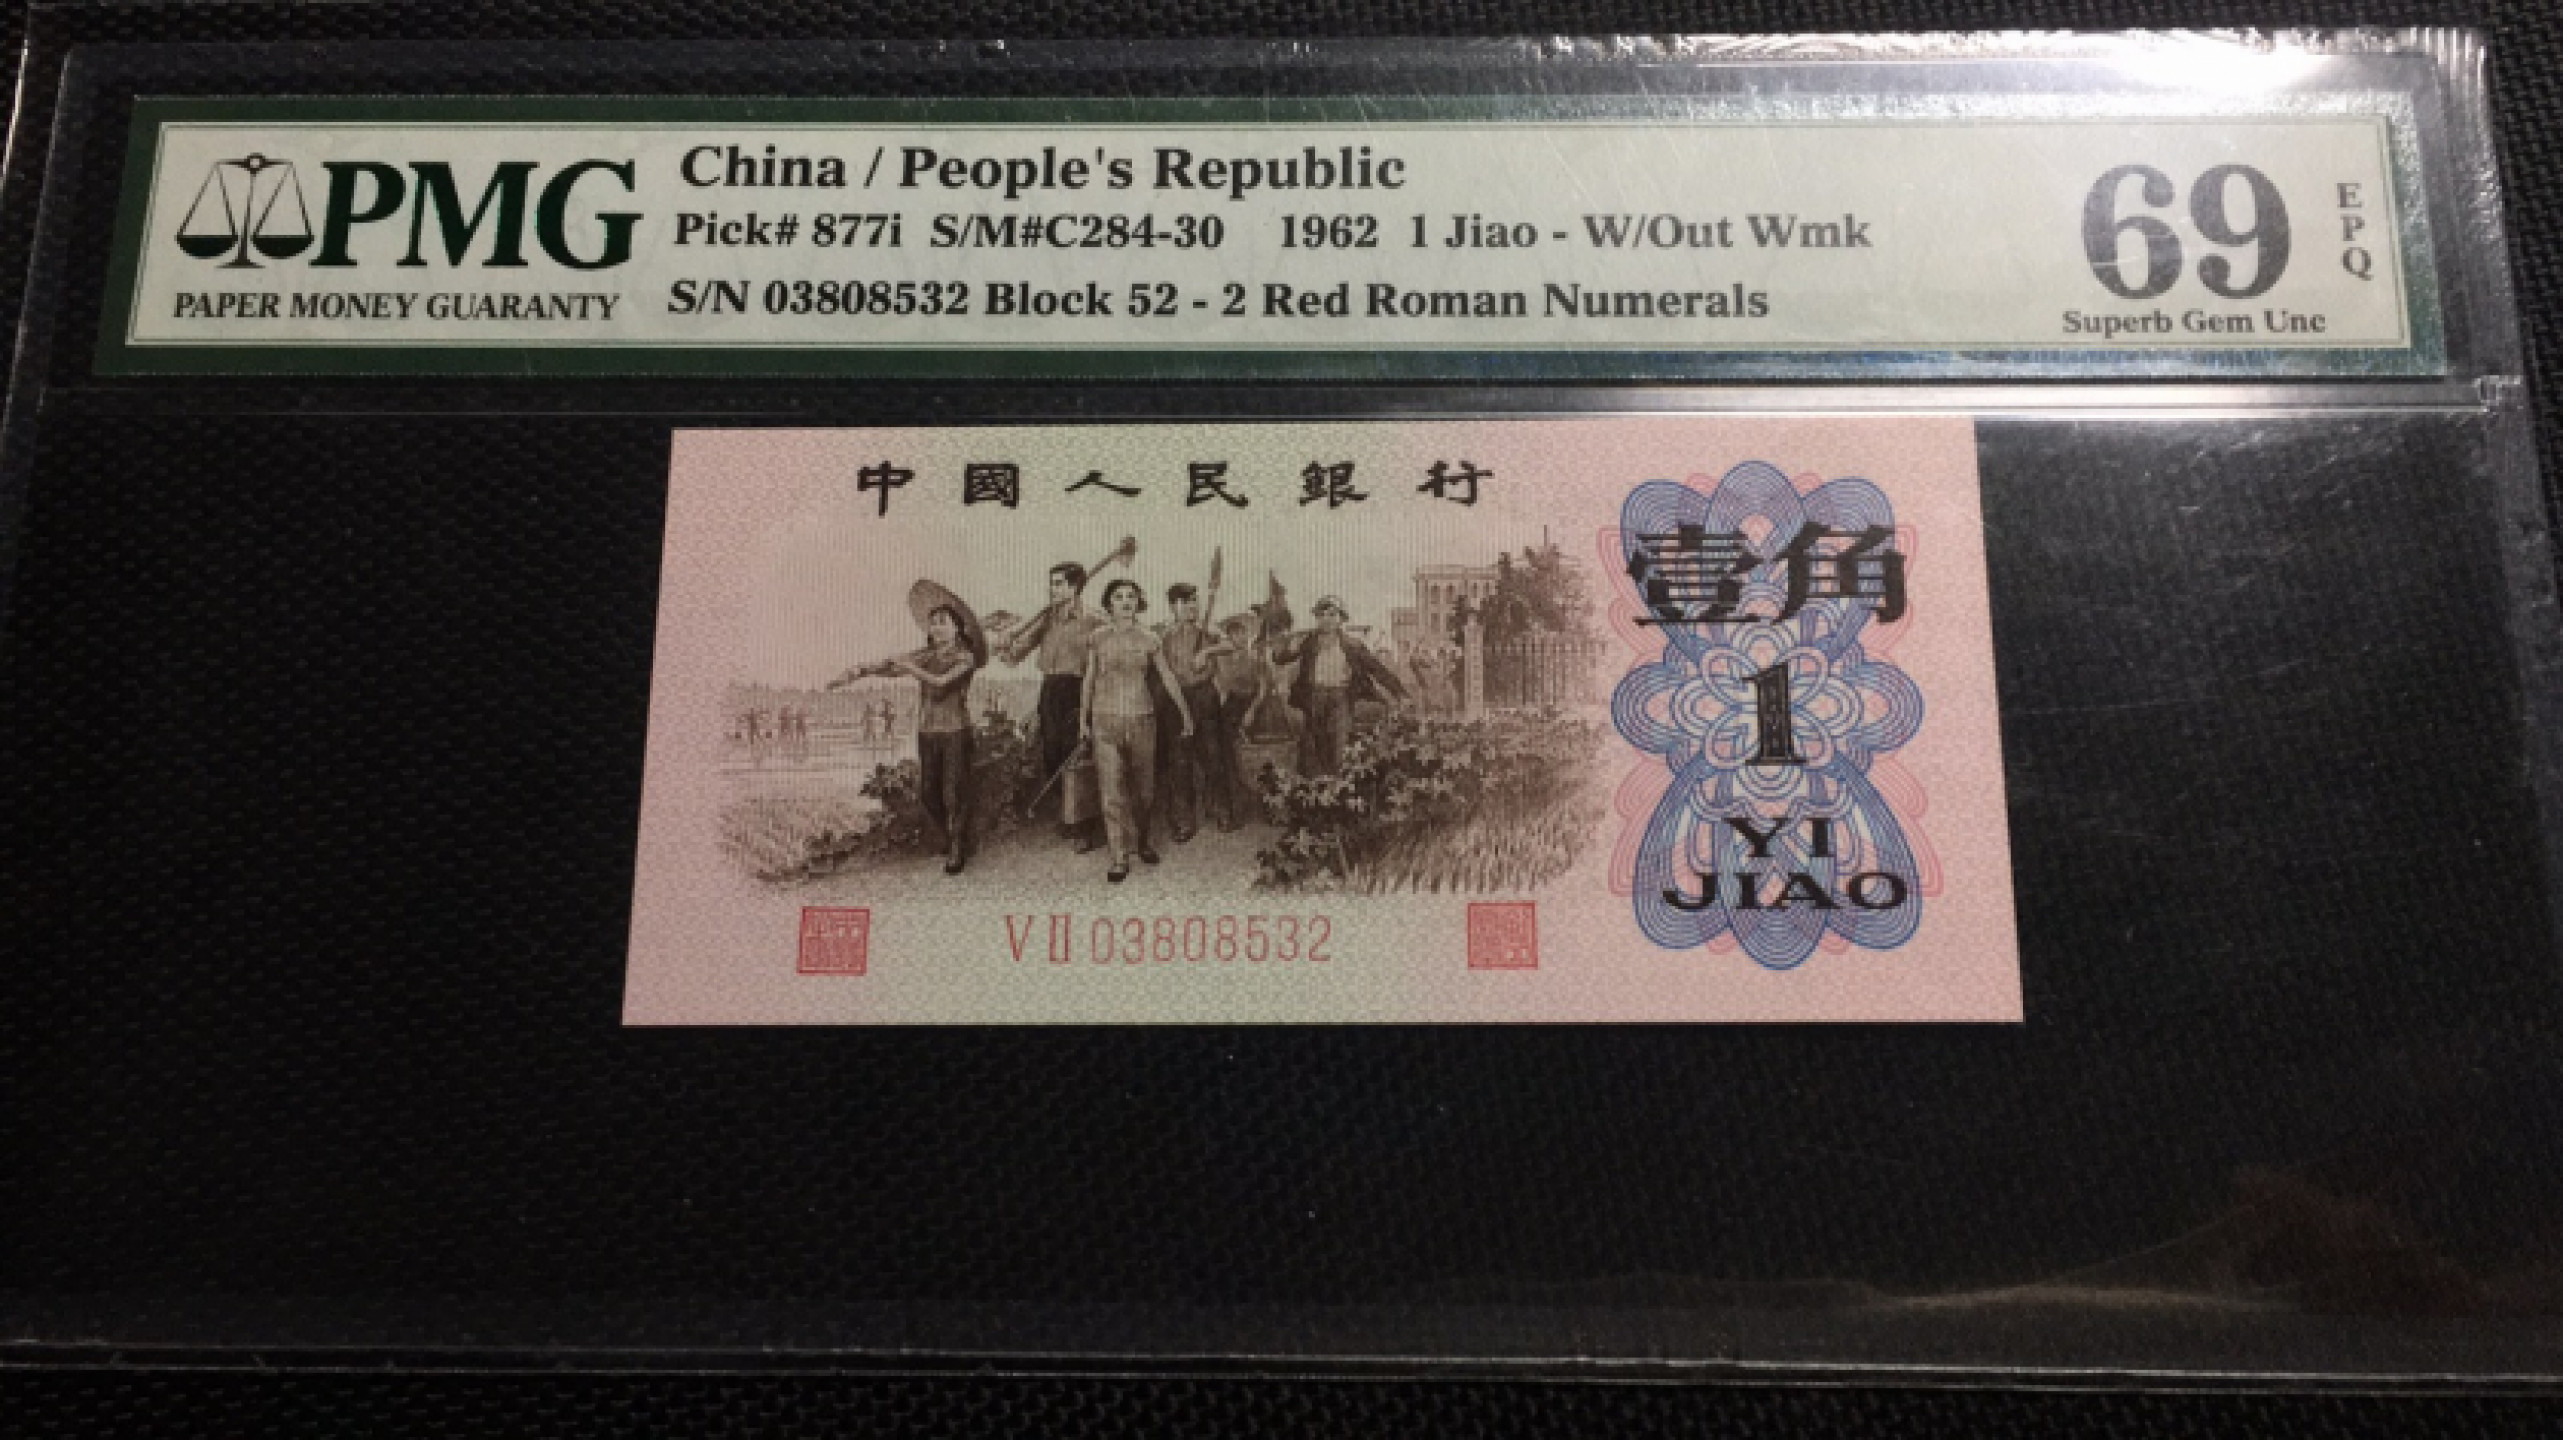 PMG
PAPER MONEY GUARANTY
China / People's Republic
Pick# 877i S/M#C284-30 1962 1 Jiao - W/Out Wmk
S/N 03808532 Block 52 - 2 Red Roman Numerals
69
EPQ
Superb Gem Unc
中國人民銀行
壹角
1
YI
JIAO
V II 03808532